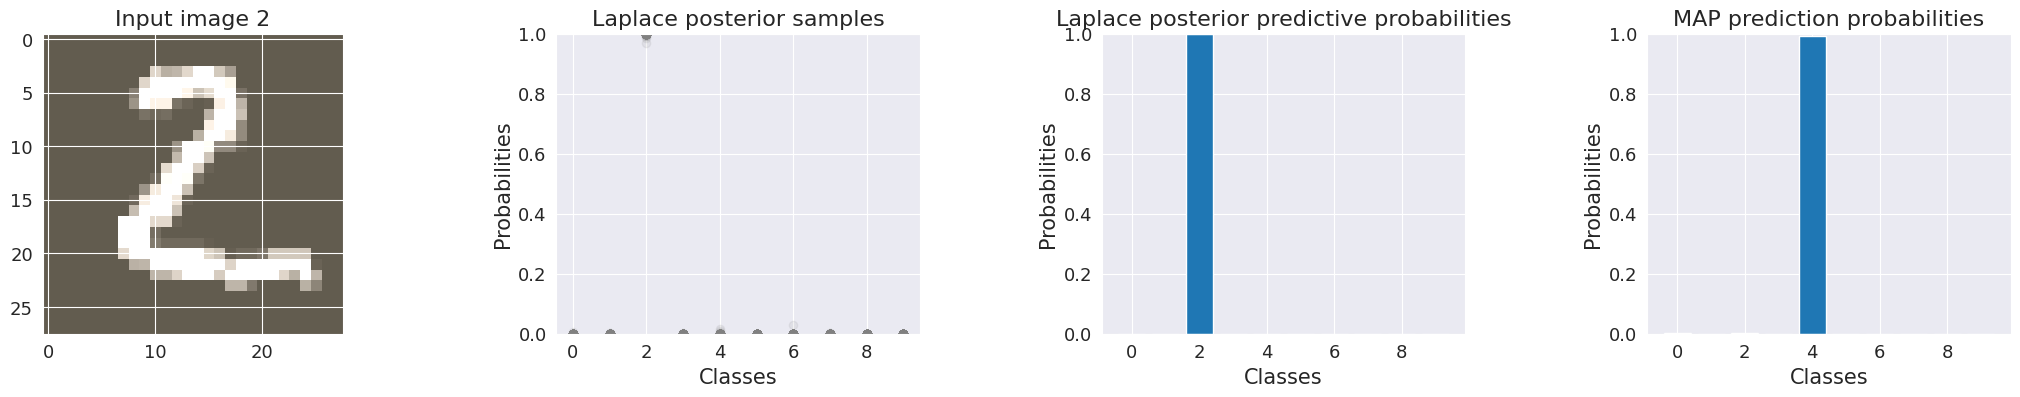 Input image 2
0
5
10
15
20
25
0 10 20
Laplace posterior samples
Probabilities
1.0
0.8
0.6
0.4
0.2
0.0
0 2 4 6 8
Classes
Laplace posterior predictive probabilities
Probabilities
1.0
0.8
0.6
0.4
0.2
0.0
0 2 4 6 8
Classes
MAP prediction probabilities
Probabilities
1.0
0.8
0.6
0.4
0.2
0.0
0 2 4 6 8
Classes
2